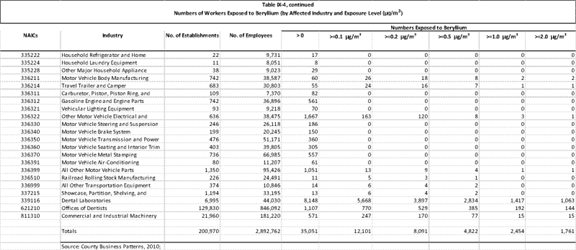 Table IX-4, continued
Numbers of Workers Exposed to Beryllium (by Affected Industry and Exposure Level (µg/m³)
Numbers Exposed to Beryllium
NAICs Industry No. of Establishments No. of Employees > 0 >=0.1 µg/m³ >=0.2 µg/m³ >=0.5 µg/m³ >=1.0 µg/m³ >=2.0 µg/m³
335222 Household Refrigerator and Home 22 9,731 17 0 0 0 0 0
335224 Household Laundry Equipment 11 8,051 8 0 0 0 0 0
335228 Other Major Household Appliance 38 9,023 29 0 0 0 0 0
336211 Motor Vehicle Body Manufacturing 742 38,587 60 26 18 8 2 2
336214 Travel Trailer and Camper 683 30,803 55 24 16 7 1 1
336311 Carburetor, Piston, Piston Ring, and 109 7,370 82 0 0 0 0 0
336312 Gasoline Engine and Engine Parts 742 36,896 561 0 0 0 0 0
336321 Vehicular Lighting Equipment 93 9,218 70 0 0 0 0 0
336322 Other Motor Vehicle Electrical and 636 38,475 1,667 163 120 8 3 1
336330 Motor Vehicle Steering and Suspension 246 26,118 186 0 0 0 0 0
336340 Motor Vehicle Brake System 199 20,245 150 0 0 0 0 0
336350 Motor Vehicle Transmission and Power 476 51,171 360 0 0 0 0 0
336360 Motor Vehicle Seating and Interior Trim 403 39,805 305 0 0 0 0 0
336370 Motor Vehicle Metal Stamping 736 66,985 557 0 0 0 0 0
336391 Motor Vehicle Air-Conditioning 80 11,207 61 0 0 0 0 0
336399 All Other Motor Vehicle Parts 1,350 95,426 1,051 13 9 4 1 1
336510 Railroad Rolling Stock Manufacturing 226 24,491 11 5 3 1 0 0
336999 All Other Transportation Equipment 374 10,846 14 6 4 2 0 0
337215 Showcase, Partition, Shelving, and 1,194 33,195 13 6 4 2 0 0
339116 Dental Laboratories 6,995 44,030 8,148 5,668 3,897 2,834 1,417 1,063
621210 Offices of Dentists 129,830 846,092 1,107 770 529 385 192 144
811310 Commercial and Industrial Machinery 21,960 181,220 571 247 170 77 15 15
Totals 200,970 2,892,762 35,051 12,101 8,091 4,822 2,454 1,761
Source: County Business Patterns, 2010;